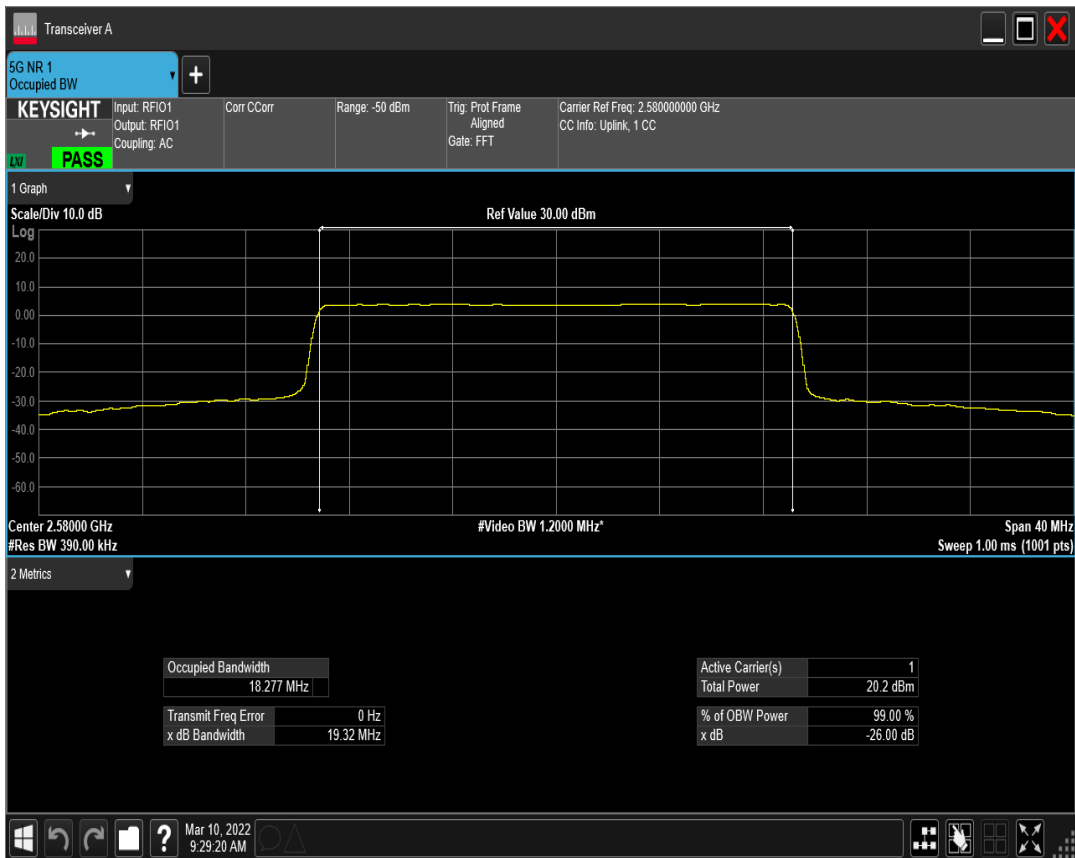 Transceiver A
5G NR 1
Occupied BW
+
KEYSIGHT
LXI
PASS
Input: RFIO1
Output: RFIO1
Coupling: AC
Corr CCorr
Range: -50 dBm
Trig: Prot Frame
Aligned
Gate: FFT
Carrier Ref Freq: 2.580000000 GHz
CC Info: Uplink, 1 CC
1 Graph
Scale/Div 10.0 dB
Ref Value 30.00 dBm
Log
20.0
10.0
0.00
-10.0
-20.0
-30.0
-40.0
-50.0
-60.0
Center 2.58000 GHz
#Video BW 1.2000 MHz*
Span 40 MHz
#Res BW 390.00 kHz
Sweep 1.00 ms (1001 pts)
2 Metrics
Occupied Bandwidth
18.277 MHz
Active Carrier(s) 1
Total Power 20.2 dBm
Transmit Freq Error 0 Hz
x dB Bandwidth 19.32 MHz
% of OBW Power 99.00 %
x dB -26.00 dB
?
Mar 10, 2022
9:29:20 AM